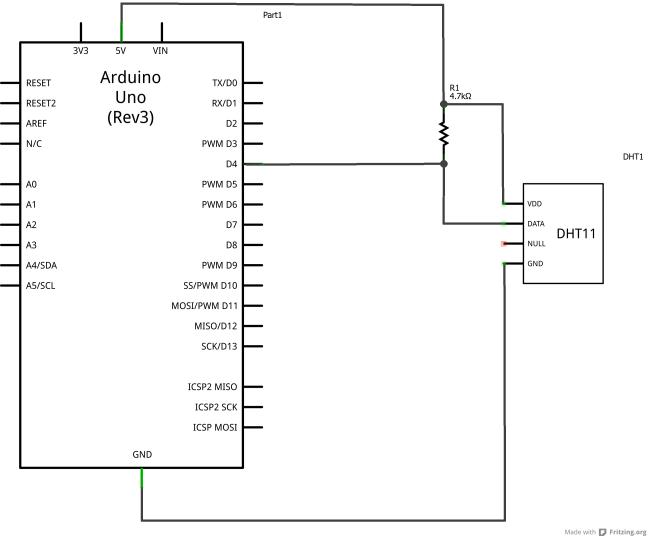 Part1
3V3
5V
VIN
Arduino
Uno
(Rev3)
RESET
RESET2
AREF
N/C
A0
A1
A2
A3
A4/SDA
A5/SCL
TX/D0
RX/D1
D2
PWM D3
D4
PWM D5
PWM D6
D7
D8
PWM D9
SS/PWM D10
MOSI/PWM D11
MISO/D12
SCK/D13
ICSP2 MISO
ICSP2 SCK
ICSP MOSI
GND
R1
4.7kΩ
DHT1
VDD
DATA
NULL
GND
DHT11
Made with Fritzing.org